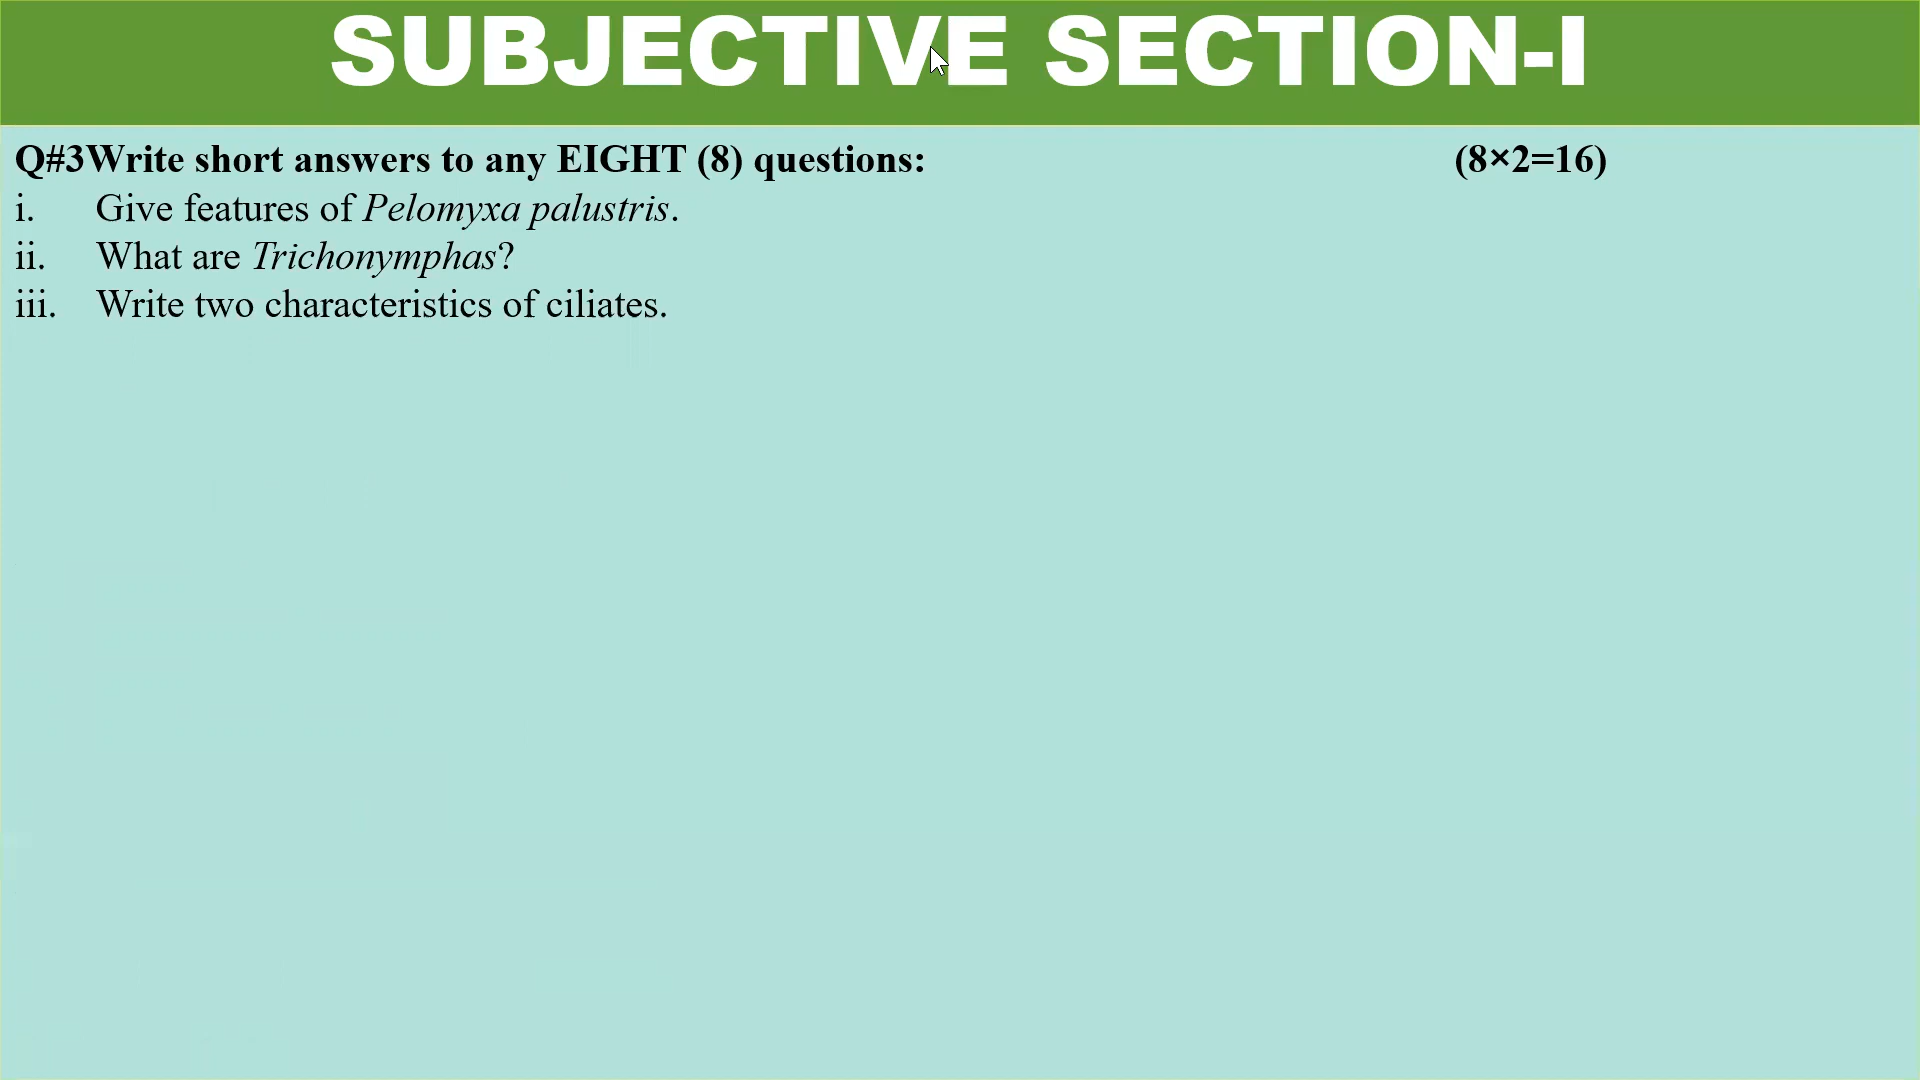 SUBJECTIVE SECTION-I
Q#3Write short answers to any EIGHT (8) questions: (8×2=16)
i. Give features of Pelomyxa palustris.
ii. What are Trichonymphas?
iii. Write two characteristics of ciliates.